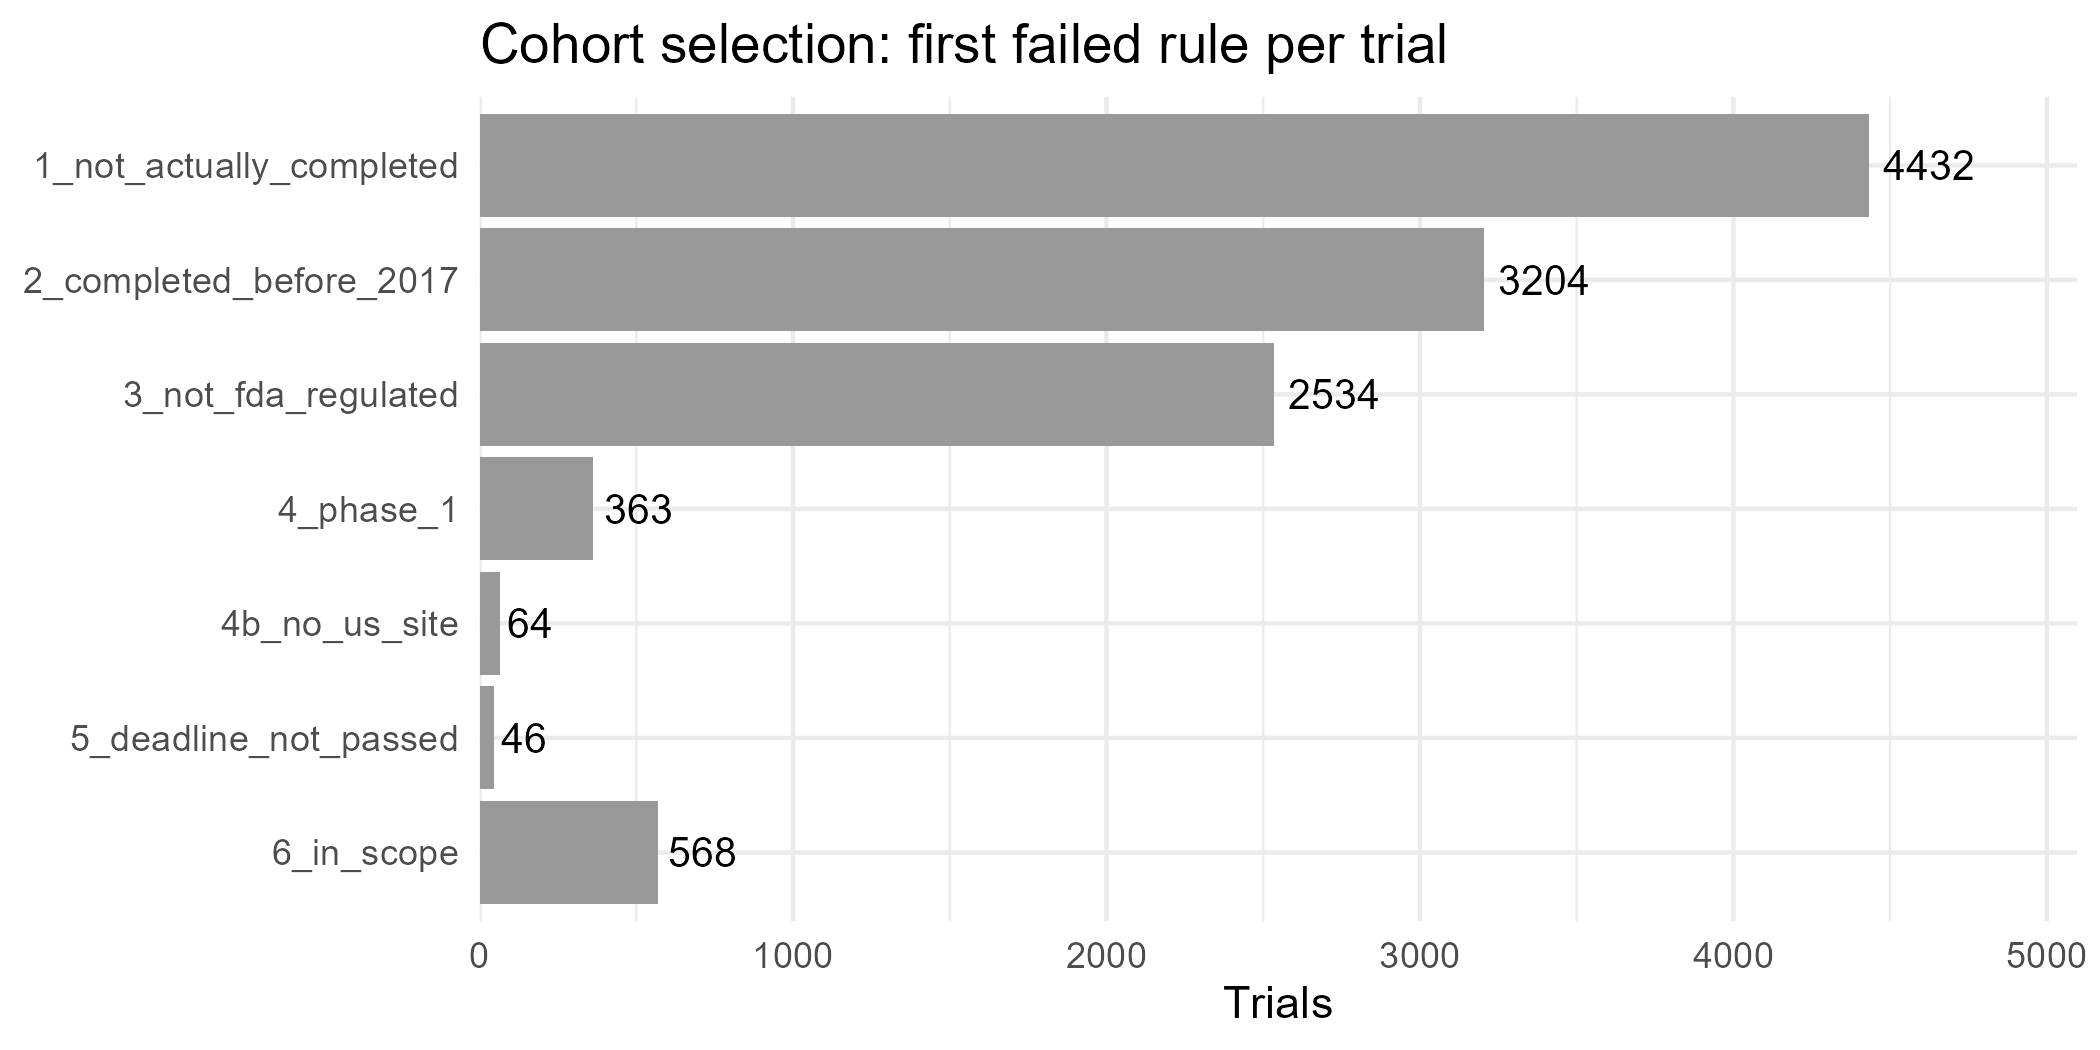 Cohort selection: first failed rule per trial
1_not_actually_completed 4432
2_completed_before_2017 3204
3_not_fda_regulated 2534
4_phase_1 363
4b_no_us_site 64
5_deadline_not_passed 46
6_in_scope 568
0 1000 2000 3000 4000 5000
Trials